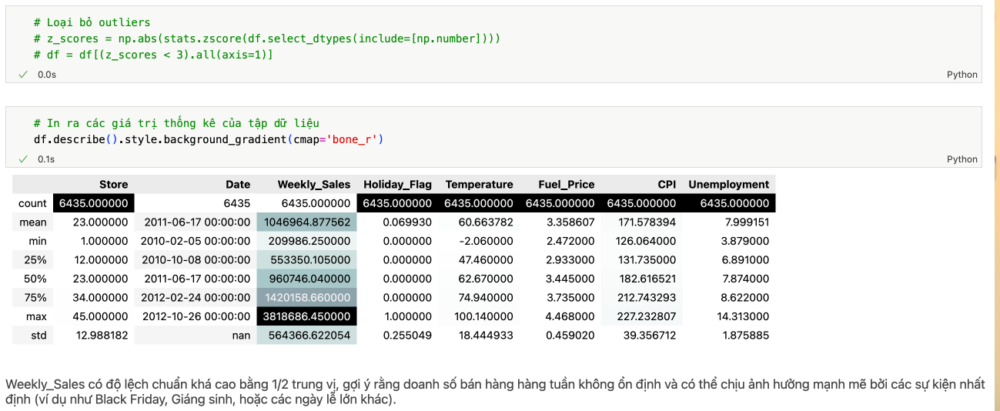 # Loại bỏ outliers
# z_scores = np.abs(stats.zscore(df.select_dtypes(include=[np.number])))
# df = df[(z_scores < 3).all(axis=1)]
✓ 0.0s Python
# In ra các giá trị thống kê của tập dữ liệu
df.describe().style.background_gradient(cmap='bone_r')
✓ 0.1s Python
Store Date Weekly_Sales Holiday_Flag Temperature Fuel_Price CPI Unemployment
count 6435.000000 6435 6435.000000 6435.000000 6435.000000 6435.000000 6435.000000 6435.000000
mean 23.000000 2011-06-17 00:00:00 1046964.877562 0.069930 60.663782 3.358607 171.578394 7.999151
min 1.000000 2010-02-05 00:00:00 209986.250000 0.000000 -2.060000 2.472000 126.064000 3.879000
25% 12.000000 2010-10-08 00:00:00 553350.105000 0.000000 47.460000 2.933000 131.735000 6.891000
50% 23.000000 2011-06-17 00:00:00 960746.040000 0.000000 62.670000 3.445000 182.616521 7.874000
75% 34.000000 2012-02-24 00:00:00 1420158.660000 0.000000 74.940000 3.735000 212.743293 8.622000
max 45.000000 2012-10-26 00:00:00 3818686.450000 1.000000 100.140000 4.468000 227.232807 14.313000
std 12.988182 nan 564366.622054 0.255049 18.444933 0.459020 39.356712 1.875885
Weekly_Sales có độ lệch chuẩn khá cao bằng 1/2 trung vị, gợi ý rằng doanh số bán hàng hàng tuần không ổn định và có thể chịu ảnh hưởng mạnh mẽ bởi các sự kiện nhất
định (ví dụ như Black Friday, Giáng sinh, hoặc các ngày lễ lớn khác).